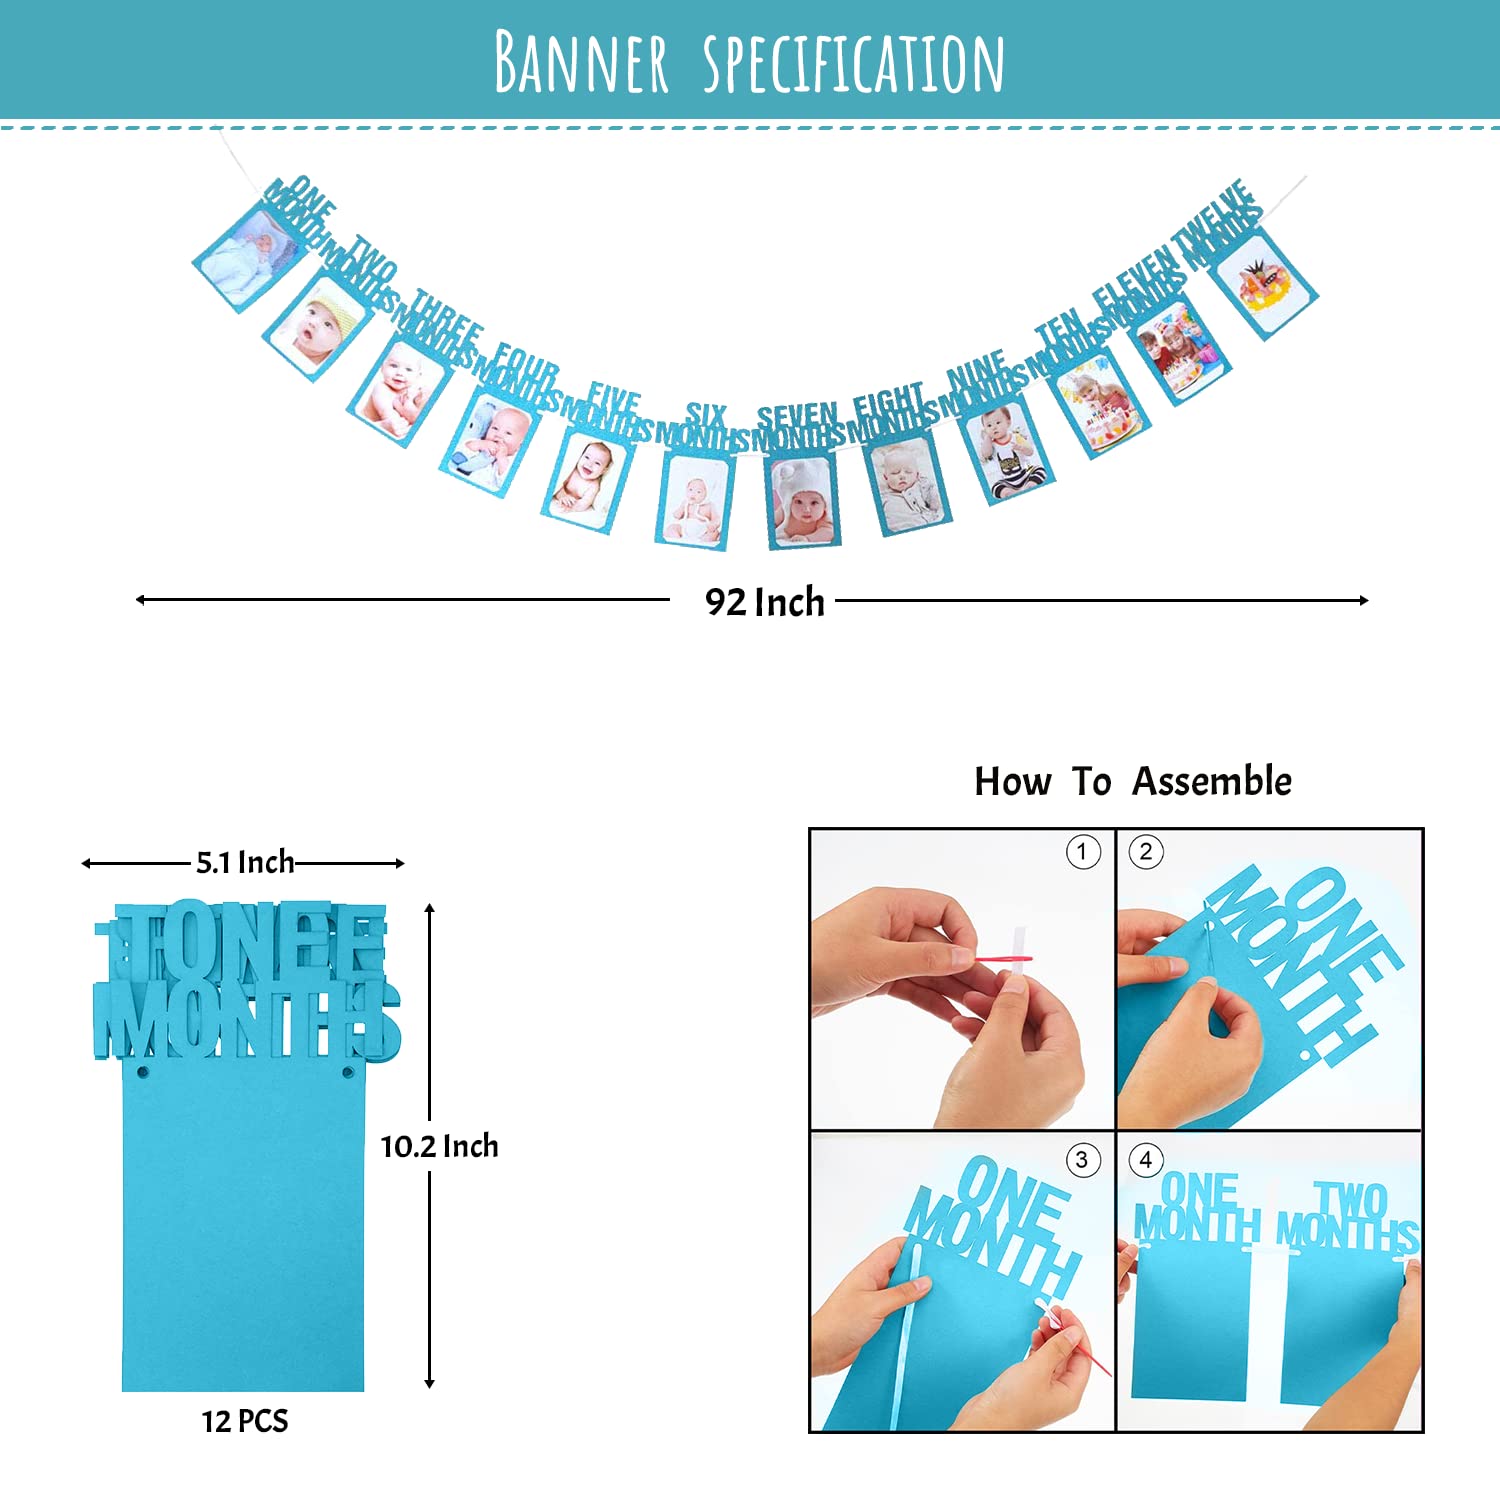 BANNER SPECIFICATION
ONE
MONTH
TWO
MONTHS
THREE
MONTHS
FOUR
MONTHS
FIVE
MONTHS
SIX
MONTHS
SEVEN
MONTHS
EIGHT
MONTHS
NINE
MONTHS
TEN
MONTHS
ELEVEN
MONTHS
TWELVE
MONTHS
92 Inch
How To Assemble
5.1 Inch
ONE
MONTHS
10.2 Inch
12 PCS
1
2
ONE
MONTH
3
ONE
MONTH
4
ONE
MONTH
TWO
MONTHS